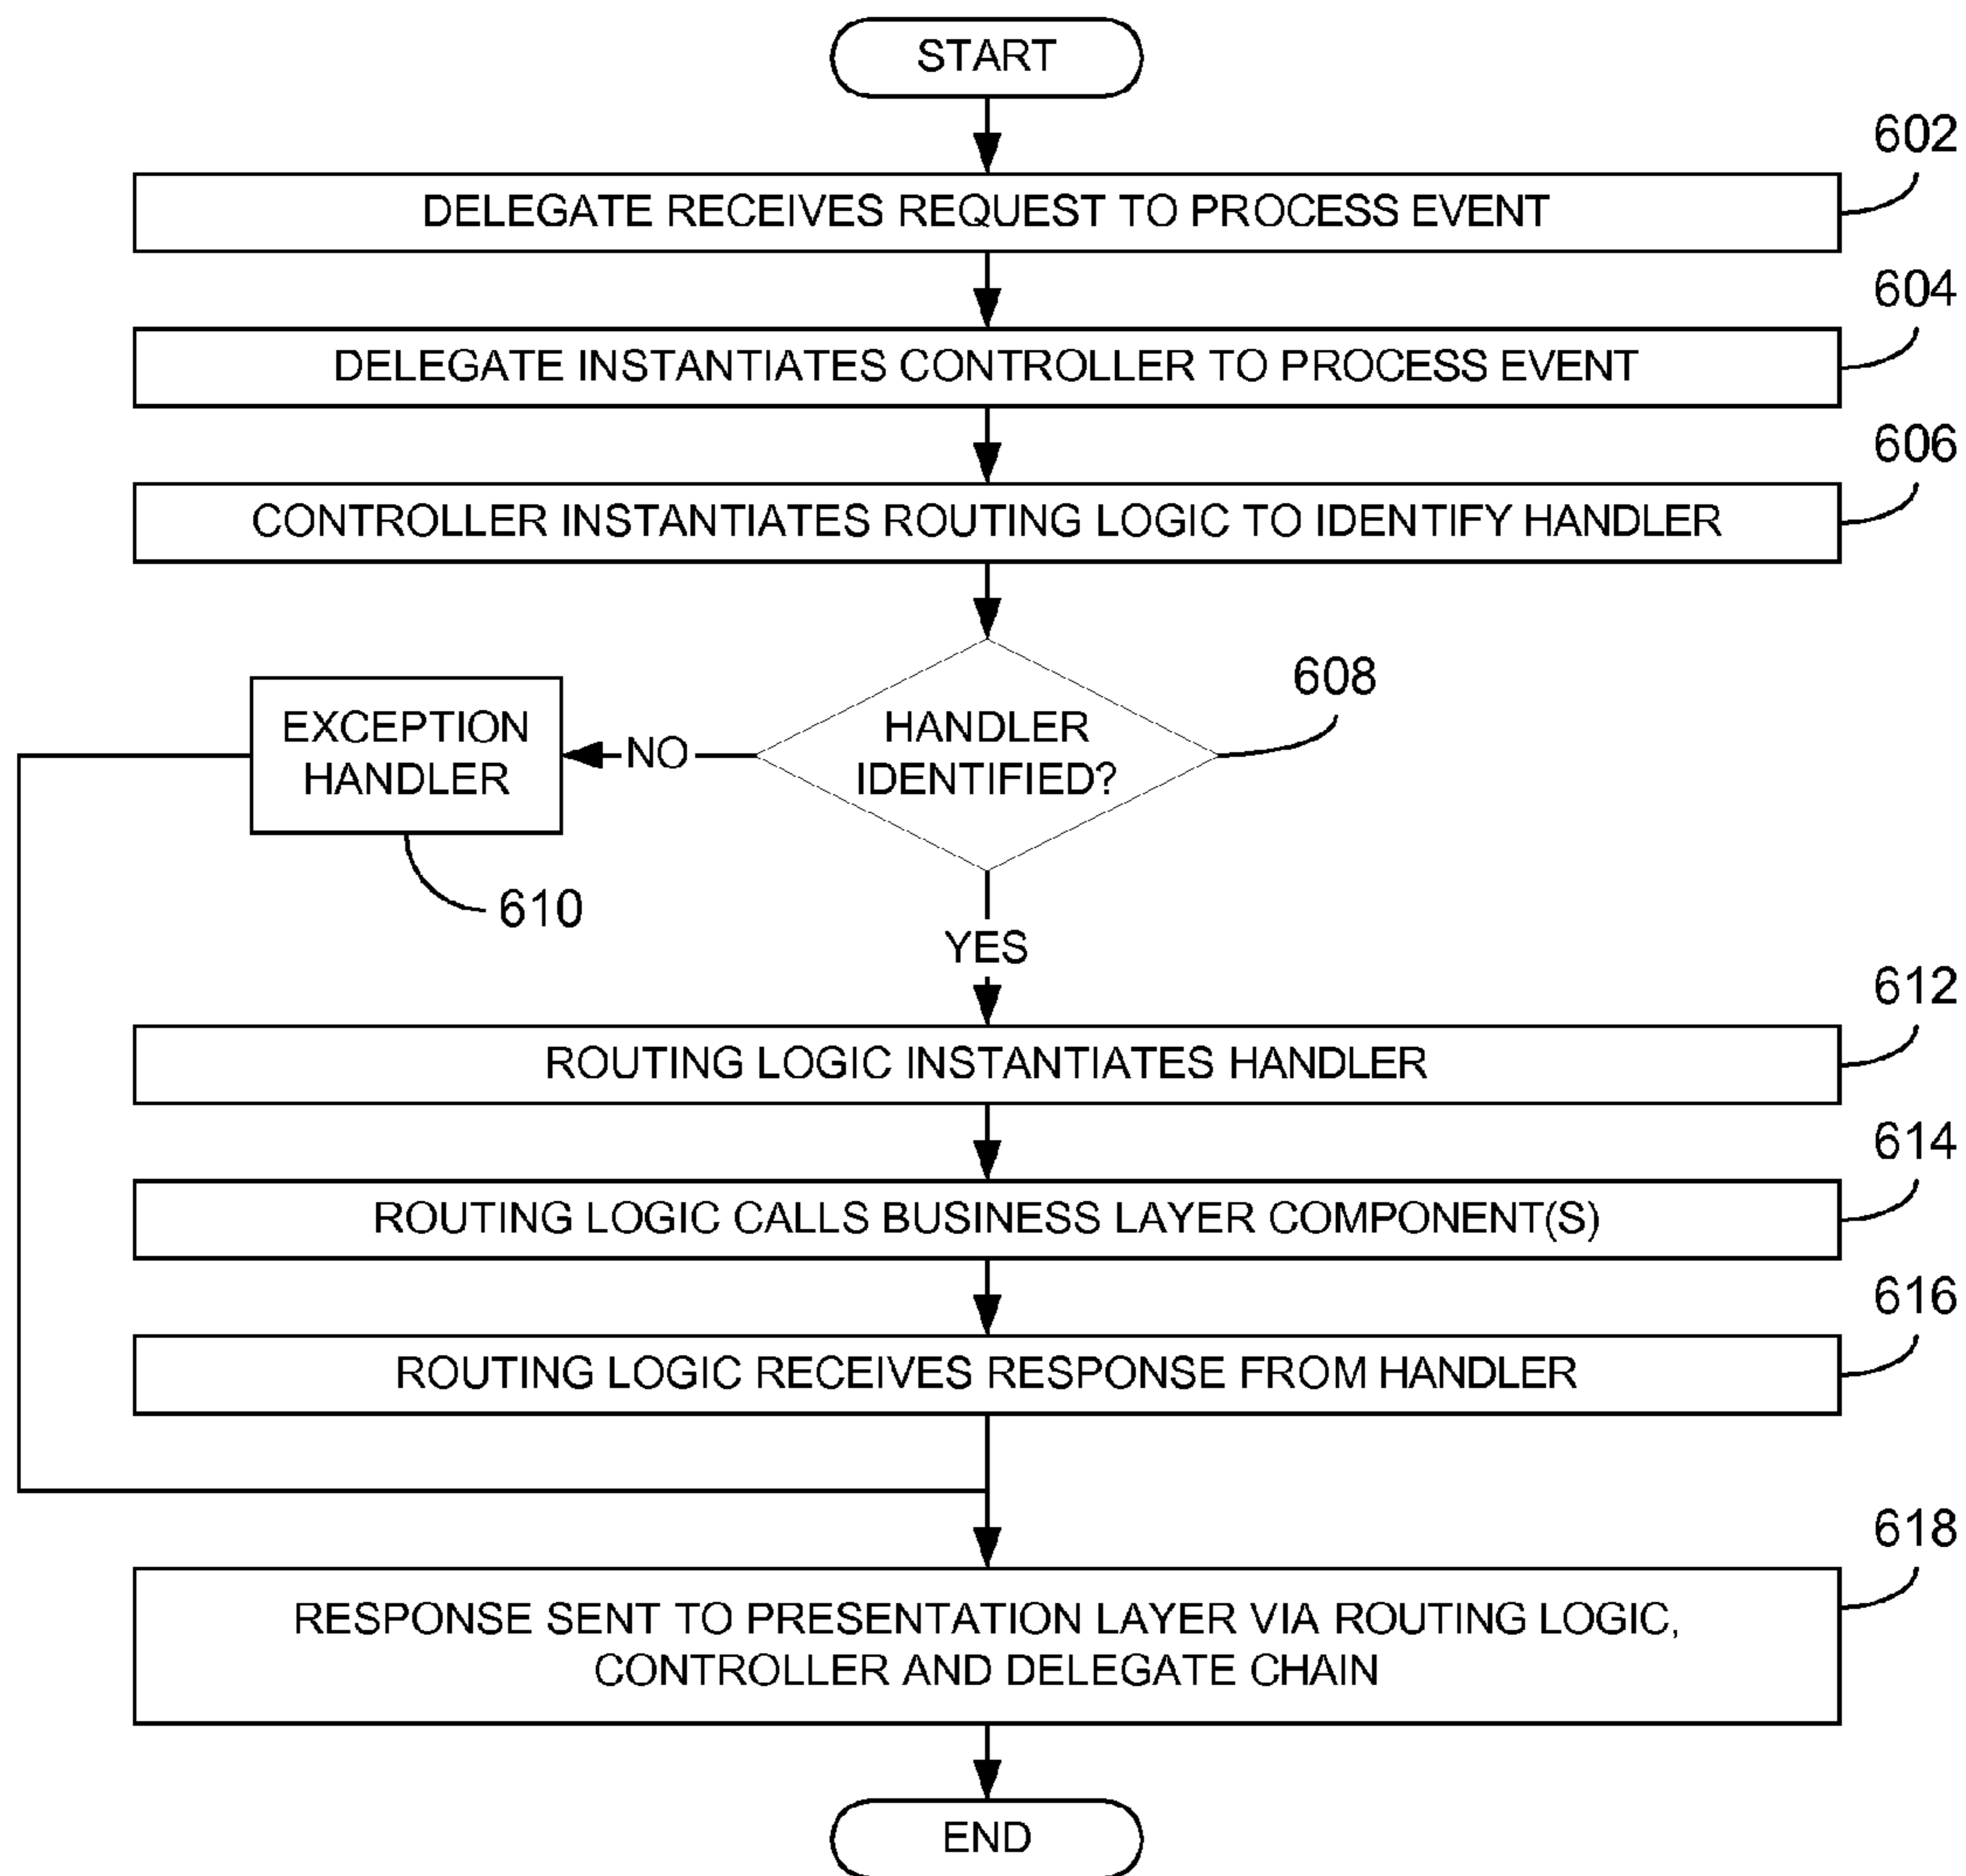 START
602
DELEGATE RECEIVES REQUEST TO PROCESS EVENT
604
DELEGATE INSTANTIATES CONTROLLER TO PROCESS EVENT
606
CONTROLLER INSTANTIATES ROUTING LOGIC TO IDENTIFY HANDLER
608
HANDLER
IDENTIFIED?
NO
EXCEPTION
HANDLER
610
YES
612
ROUTING LOGIC INSTANTIATES HANDLER
614
ROUTING LOGIC CALLS BUSINESS LAYER COMPONENT(S)
616
ROUTING LOGIC RECEIVES RESPONSE FROM HANDLER
618
RESPONSE SENT TO PRESENTATION LAYER VIA ROUTING LOGIC,
CONTROLLER AND DELEGATE CHAIN
END